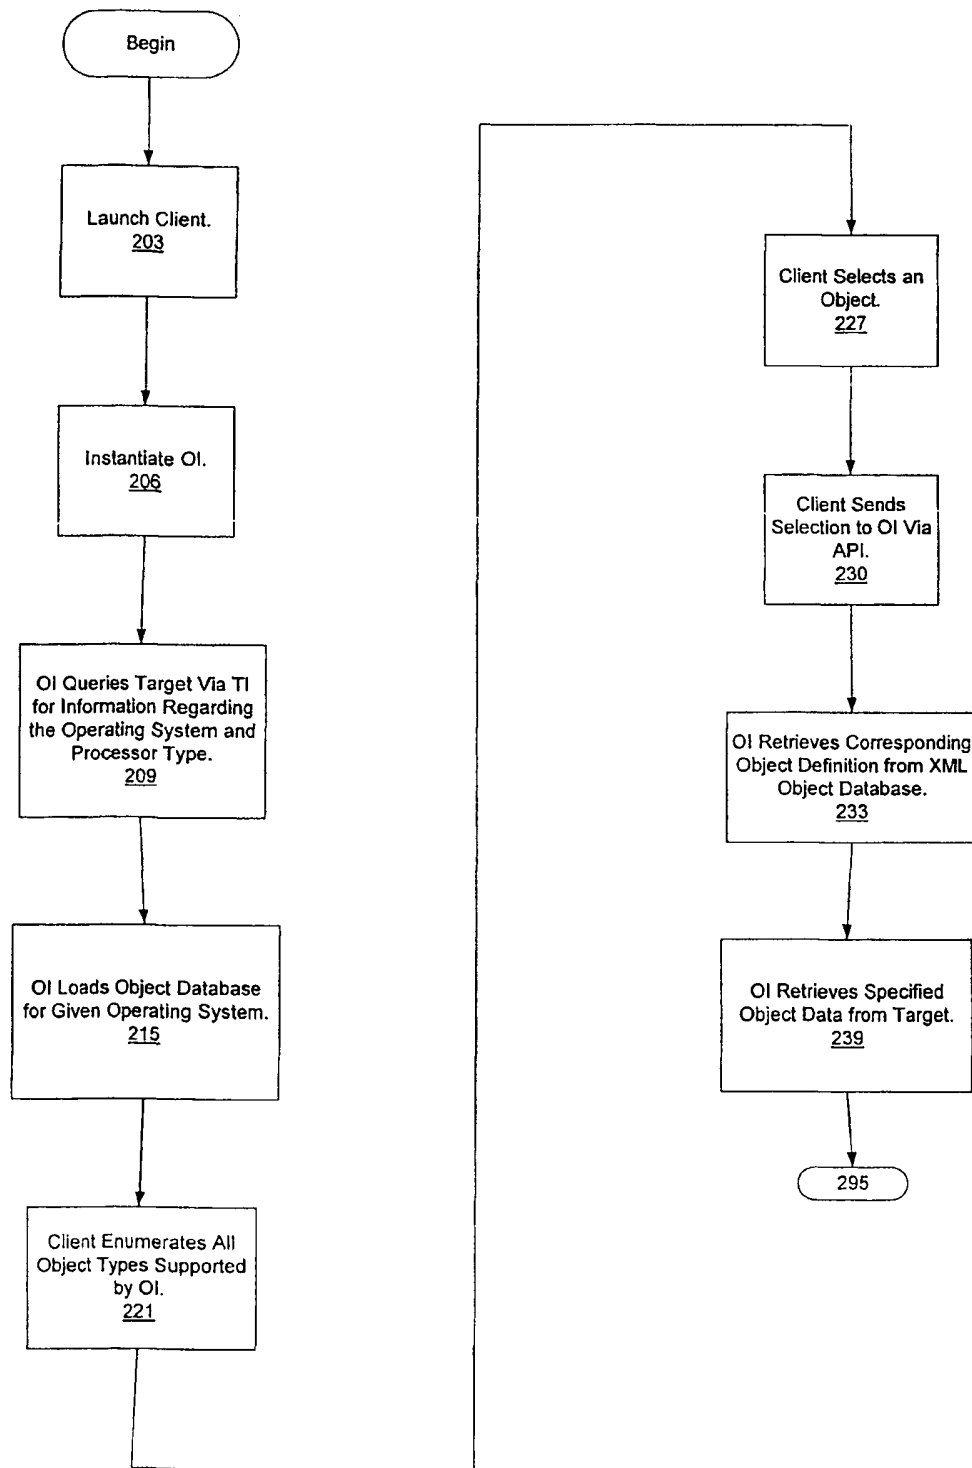 Begin
Launch Client.
203
Instantiate OI.
206
OI Queries Target Via TI
for Information Regarding
the Operating System and
Processor Type.
209
OI Loads Object Database
for Given Operating System.
215
Client Enumerates All
Object Types Supported
by OI.
221
Client Selects an
Object.
227
Client Sends
Selection to OI Via
API.
230
OI Retrieves Corresponding
Object Definition from XML
Object Database.
233
OI Retrieves Specified
Object Data from Target.
239
295